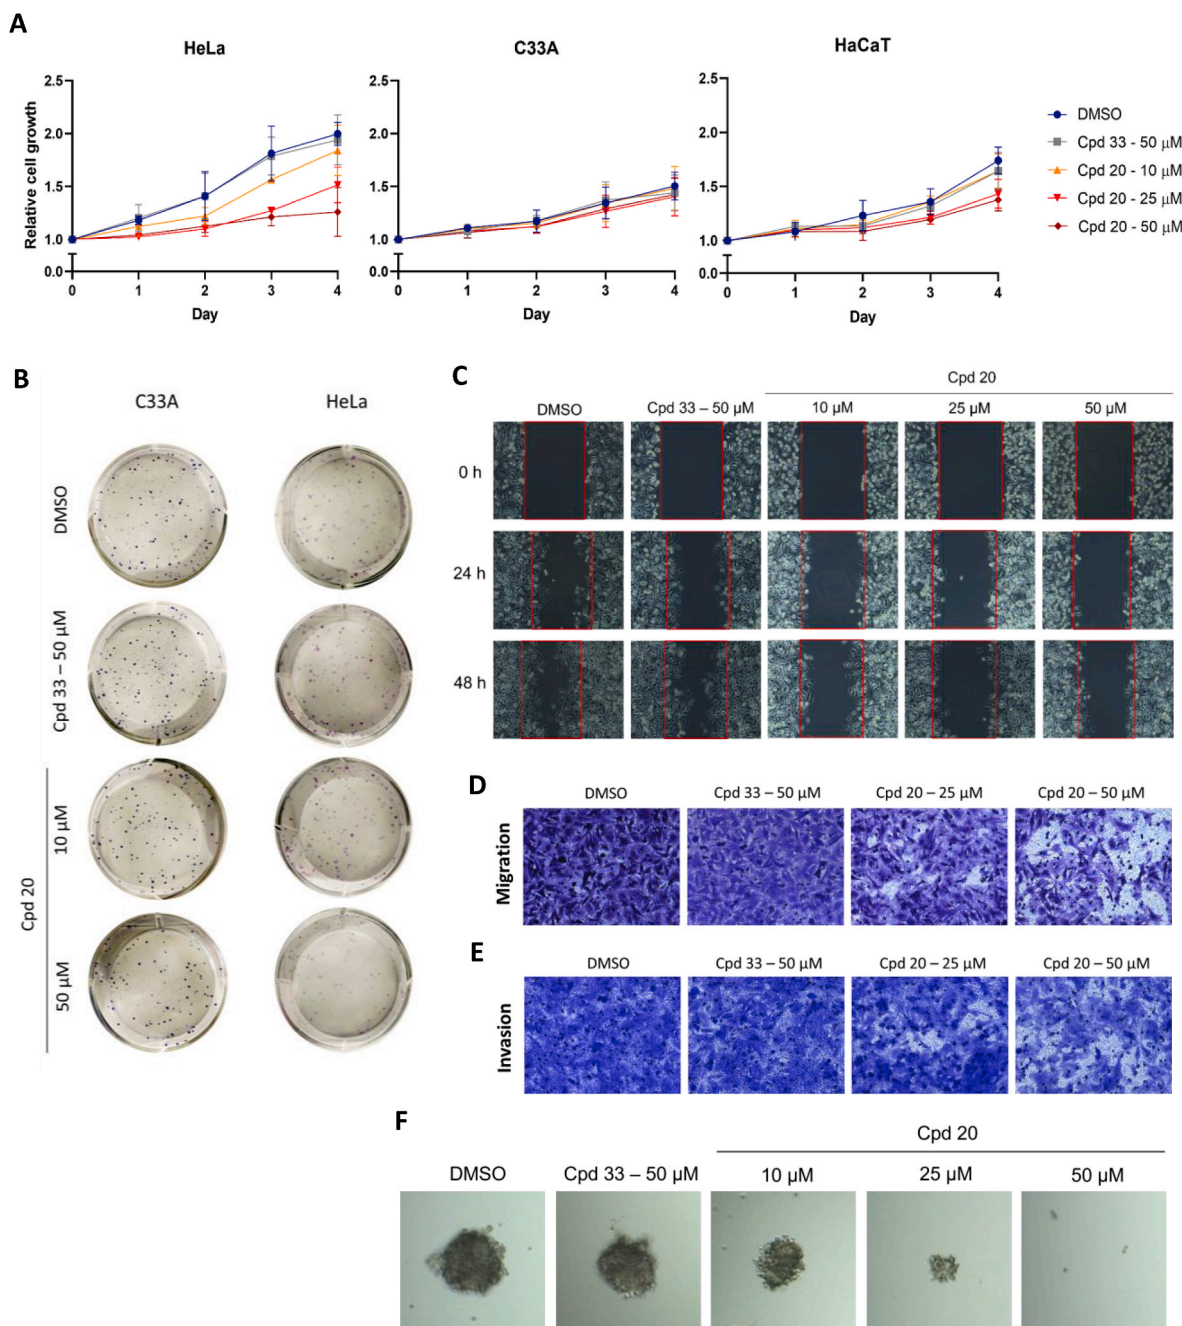 A
HeLa
C33A
HaCaT
Relative cell growth
2.5
2.0
1.5
1.0
0.0
0
1
2
3
4
Day
2.5
2.0
1.5
1.0
0.0
0
1
2
3
4
Day
2.5
2.0
1.5
1.0
0.0
0
1
2
3
4
Day
DMSO
Cpd 33 - 50 μM
Cpd 20 - 10 μM
Cpd 20 - 25 μM
Cpd 20 - 50 μM
B
C33A
HeLa
DMSO
Cpd 33 – 50 μM
Cpd 20
10 μM
50 μM
C
Cpd 20
DMSO
Cpd 33 – 50 μM
10 μM
25 μM
50 μM
0 h
24 h
48 h
D
DMSO
Cpd 33 – 50 μM
Cpd 20 – 25 μM
Cpd 20 – 50 μM
Migration
E
DMSO
Cpd 33 – 50 μM
Cpd 20 – 25 μM
Cpd 20 – 50 μM
Invasion
F
Cpd 20
DMSO
Cpd 33 – 50 μM
10 μM
25 μM
50 μM